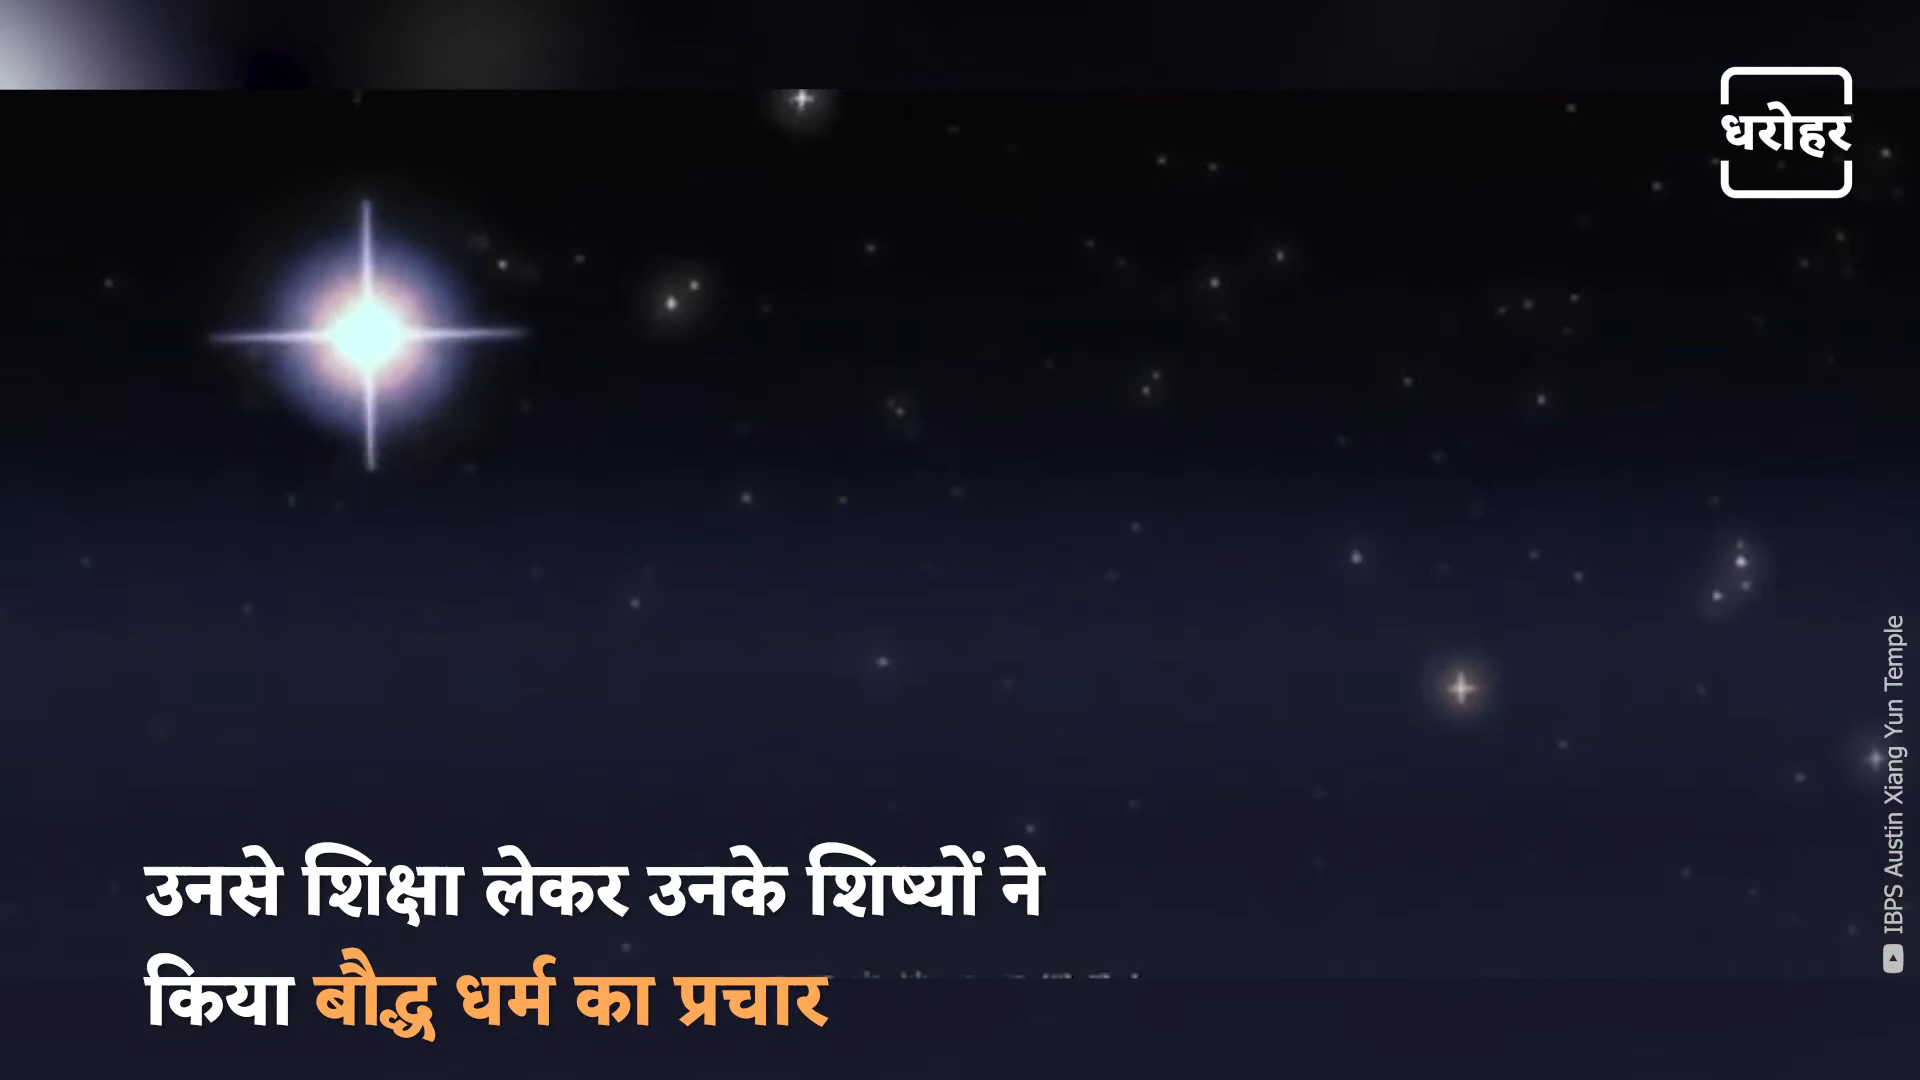 धरोहर
उनसे शिक्षा लेकर उनके शिष्यों ने
किया बौद्ध धर्म का प्रचार
IBPS Austin Xiang Yun Temple